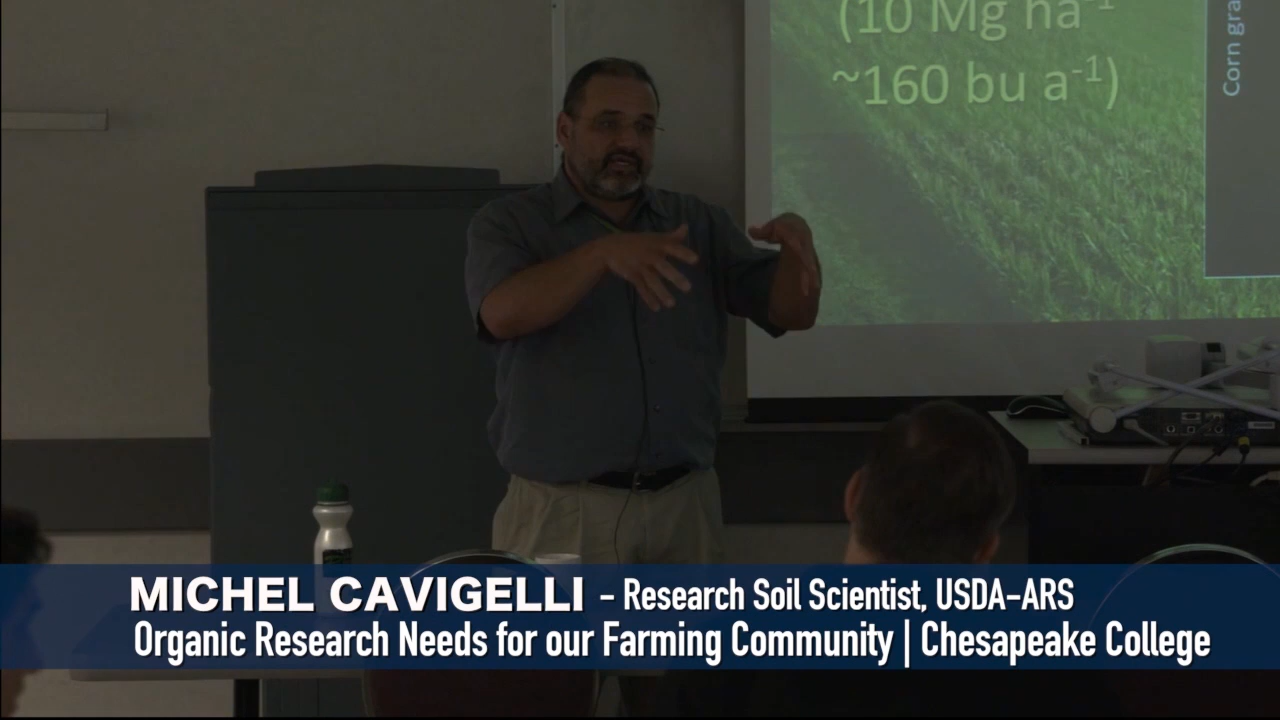 (10 Mg ha-1
~160 bu a-1)
Corn gra
MICHEL CAVIGELLI - Research Soil Scientist, USDA-ARS
Organic Research Needs for our Farming Community | Chesapeake College